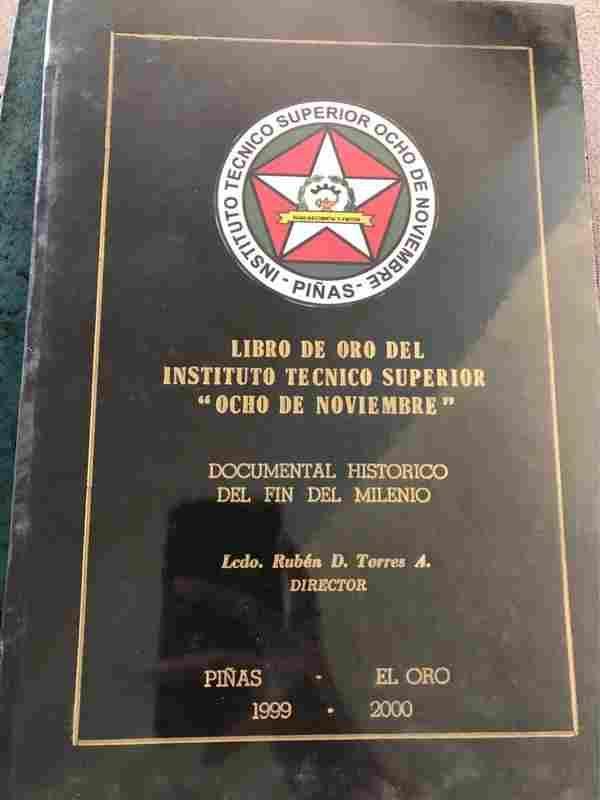 INSTITUTO TECNICO SUPERIOR OCHO DE NOVIEMBRE
- PIÑAS -
LIBRO DE ORO DEL
INSTITUTO TECNICO SUPERIOR
“OCHO DE NOVIEMBRE”
DOCUMENTAL HISTORICO
DEL FIN DEL MILENIO
Lcdo. Rubén D. Torres A.
DIRECTOR
PIÑAS - EL ORO
1999 • 2000